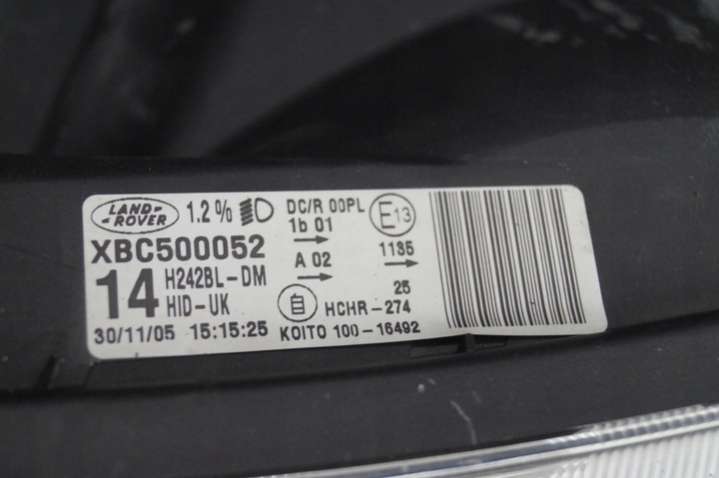 LAND-
-ROVER
1.2%
DC/R 00PL
1b 01
E13
XBC500052
A 02
1135
14
H242BL-DM
HID-UK
25
HCHR-274
30/11/05 15:15:25
KOITO 100-16492